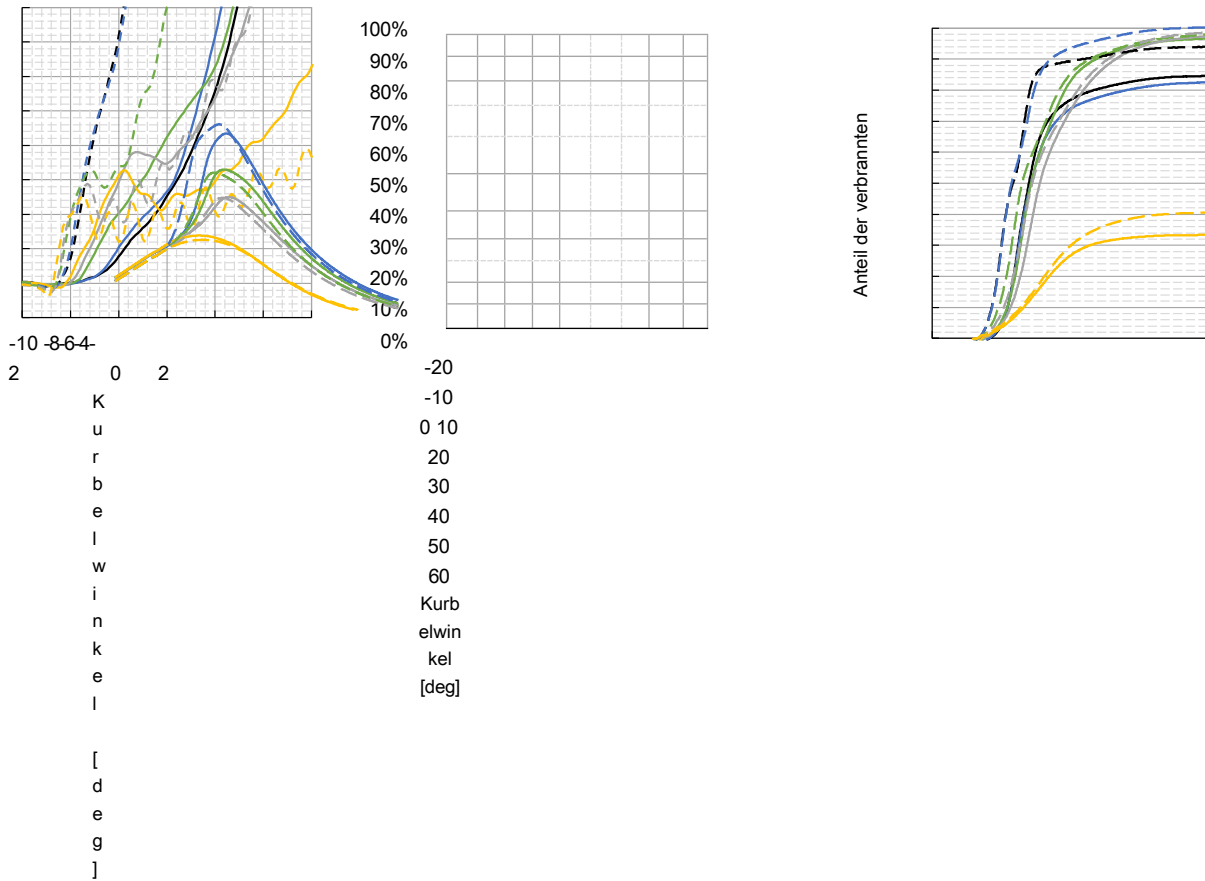 100%
90%
80%
70%
60%
50%
40%
30%
20%
10%
0%
-10 -8-6-4-
2 0 2
K
u
r
b
e
l
w
i
n
k
e
l
[
d
e
g
]
-20
-10
0 10
20
30
40
50
60
Kurb
elwin
kel
[deg]
Anteil der verbrannten